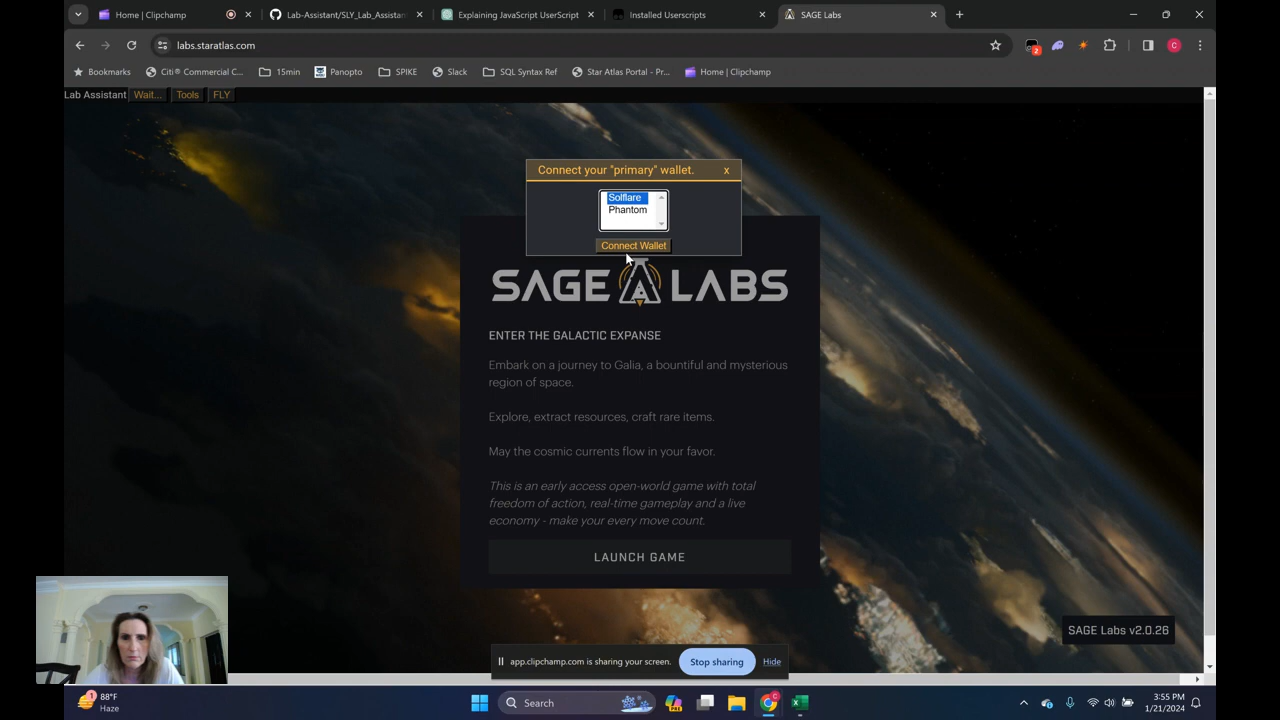 Home | Clipchamp
Lab-Assistant/SLY_Lab_Assistan
Explaining JavaScript UserScript
Installed Userscripts
SAGE Labs
labs.staratlas.com
2
C
Bookmarks
Citi® Commercial C...
15min
Panopto
SPIKE
Slack
SQL Syntax Ref
Star Atlas Portal - Pr...
Home | Clipchamp
Lab Assistant Wait... Tools FLY
Connect your "primary" wallet. x
Solflare
Phantom
Connect Wallet
SAGE LABS
ENTER THE GALACTIC EXPANSE
Embark on a journey to Galia, a bountiful and mysterious
region of space.
Explore, extract resources, craft rare items.
May the cosmic currents flow in your favor.
This is an early access open-world game with total
freedom of action, real-time gameplay and a live
economy - make your every move count.
LAUNCH GAME
SAGE Labs v2.0.26
app.clipchamp.com is sharing your screen. Stop sharing Hide
1
88°F
Haze
Search
PRE
C
3:55 PM
1/21/2024